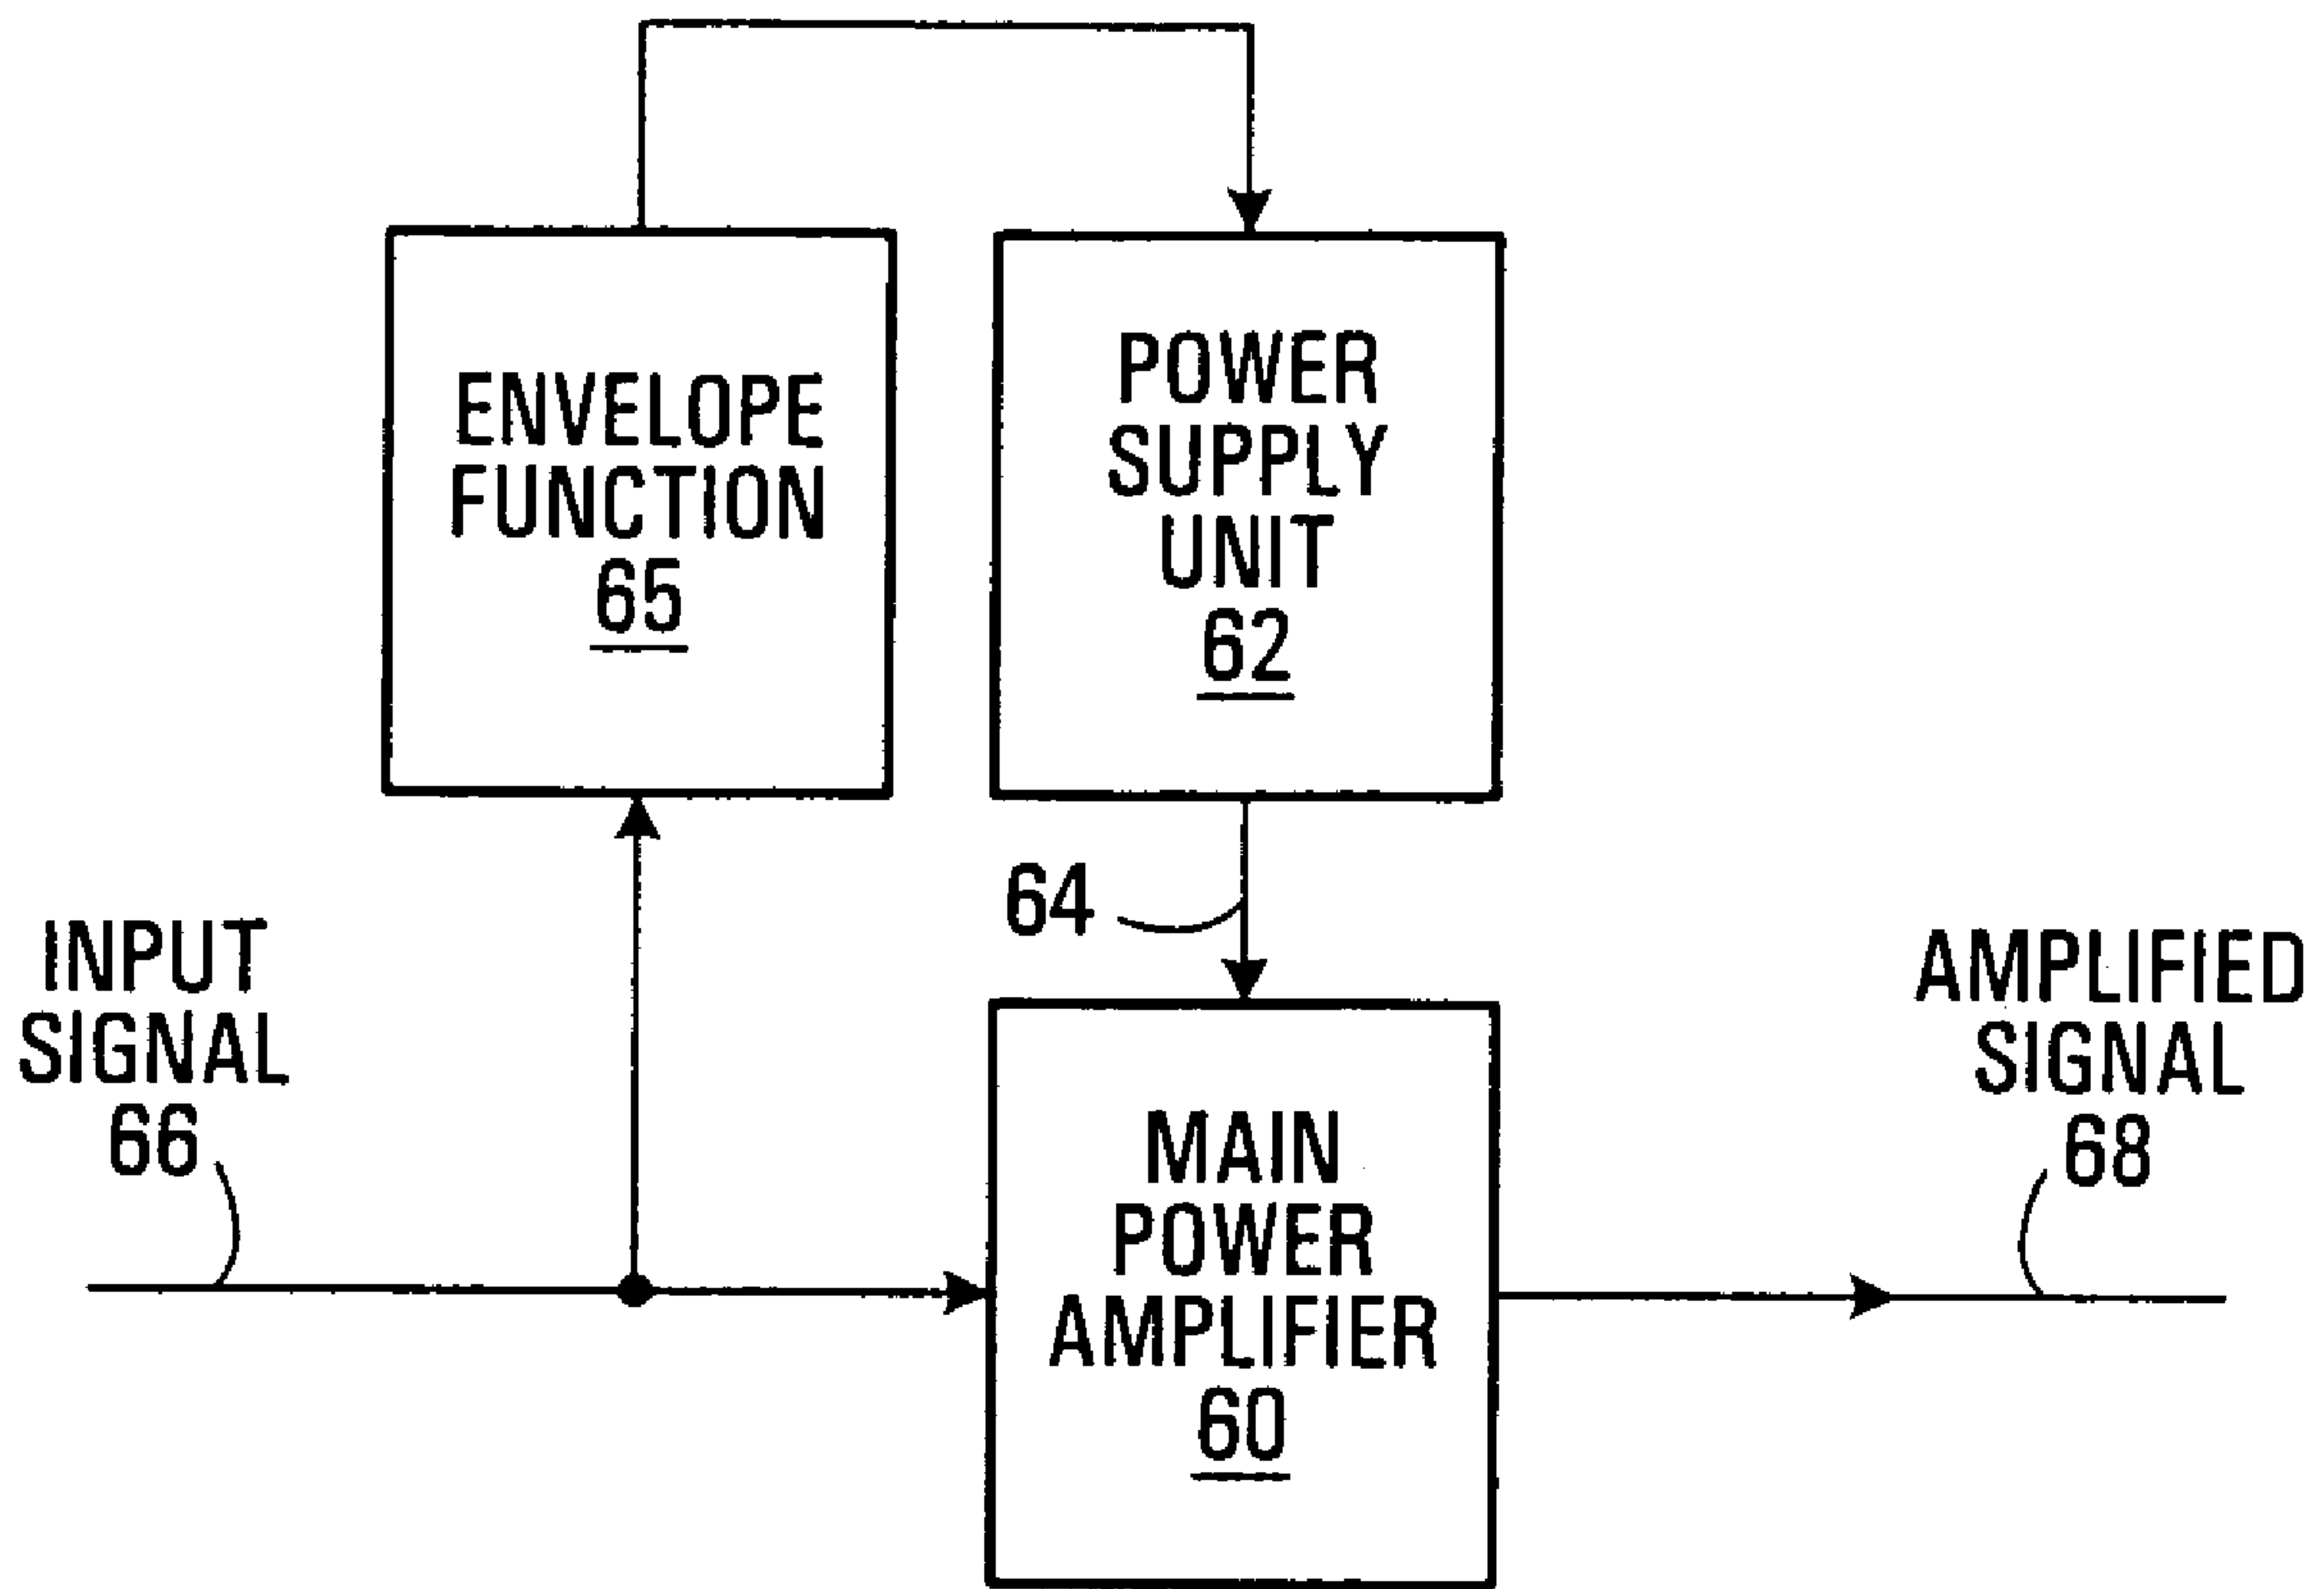 ENVELOPE
FUNCTION
65
POWER
SUPPLY
UNIT
62
64
INPUT
SIGNAL
66
AMPLIFIED
SIGNAL
68
MAIN
POWER
AMPLIFIER
60